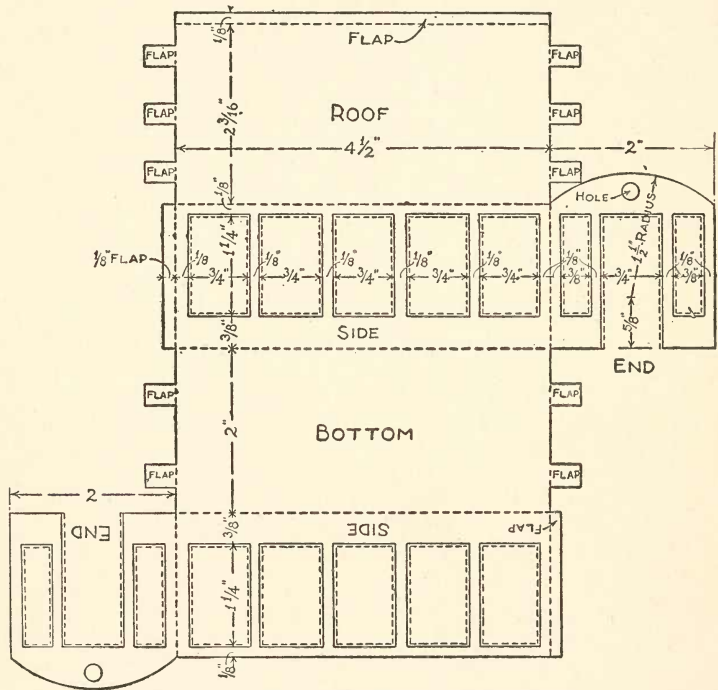 1/8"
FLAP
FLAP
FLAP
2 3/16"
ROOF
FLAP
FLAP
4 1/2"
2"
FLAP
FLAP
1/8"
HOLE
1 1/2" RADIUS
1 1/4"
1/8" FLAP
1/8
3/4"
1/8"
3/4"
1/8"
3/4"
1/8"
3/4"
1/8"
3/4"
1/8"
3/8"
1/8"
3/4"
1/8"
3/8"
3/8"
SIDE
5/8"
END
FLAP
FLAP
2"
BOTTOM
FLAP
FLAP
2
END
3/8"
SIDE
FLAP
1 1/4"
1/8"